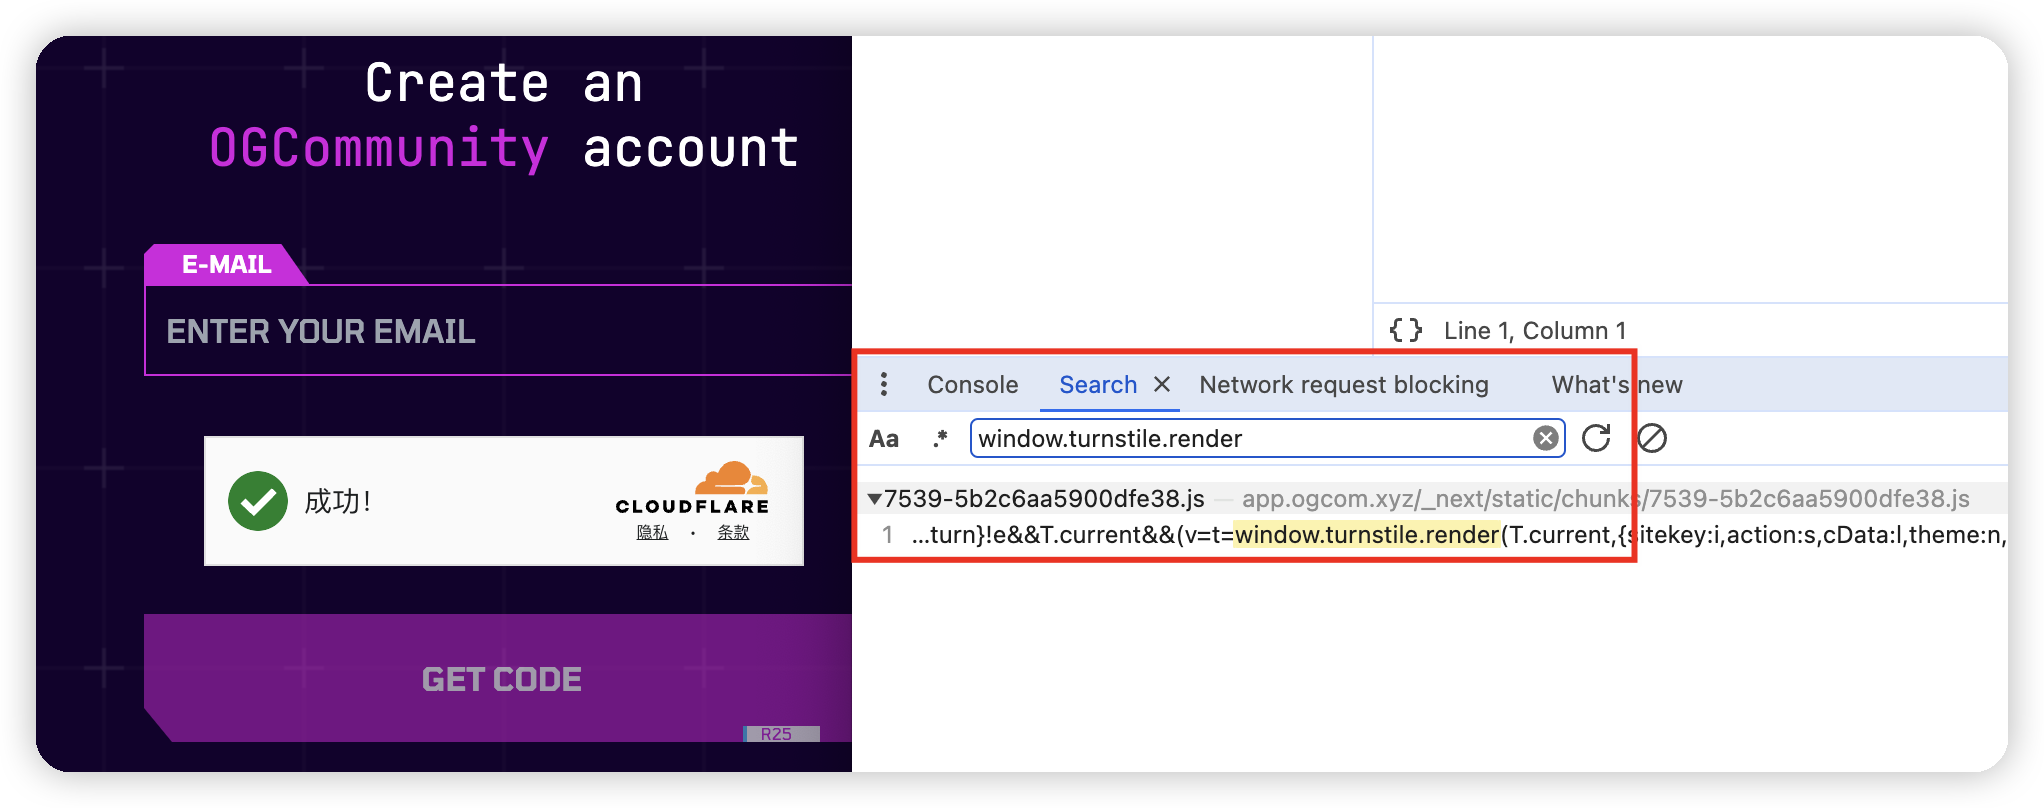 Create an
OGCommunity account
E-MAIL
ENTER YOUR EMAIL
成功！
CLOUDFLARE
隐私 · 条款
GET CODE
R25
{ } Line 1, Column 1
Console Search × Network request blocking What's new
Aa .* window.turnstile.render
7539-5b2c6aa5900dfe38.js — app.ogcom.xyz/_next/static/chunks/7539-5b2c6aa5900dfe38.js
1 …turn}!e&&T.current&&(v=t=window.turnstile.render(T.current,{sitekey:i,action:s,cData:l,theme:n,